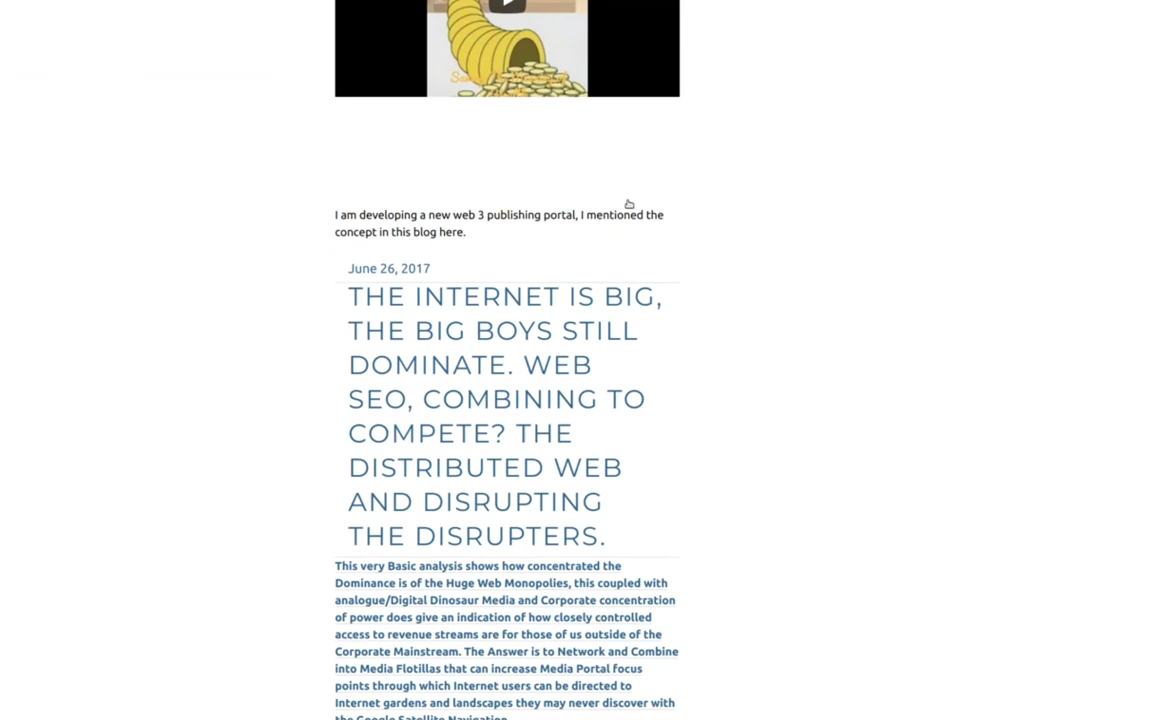 I am developing a new web 3 publishing portal, I mentioned the
concept in this blog here.
June 26, 2017
THE INTERNET IS BIG,
THE BIG BOYS STILL
DOMINATE. WEB
SEO, COMBINING TO
COMPETE? THE
DISTRIBUTED WEB
AND DISRUPTING
THE DISRUPTERS.
This very Basic analysis shows how concentrated the
Dominance is of the Huge Web Monopolies, this coupled with
analogue/Digital Dinosaur Media and Corporate concentration
of power does give an indication of how closely controlled
access to revenue streams are for those of us outside of the
Corporate Mainstream. The Answer is to Network and Combine
into Media Flotillas that can increase Media Portal focus
points through which Internet users can be directed to
Internet gardens and landscapes they may never discover with
the Google Satellite Navigation